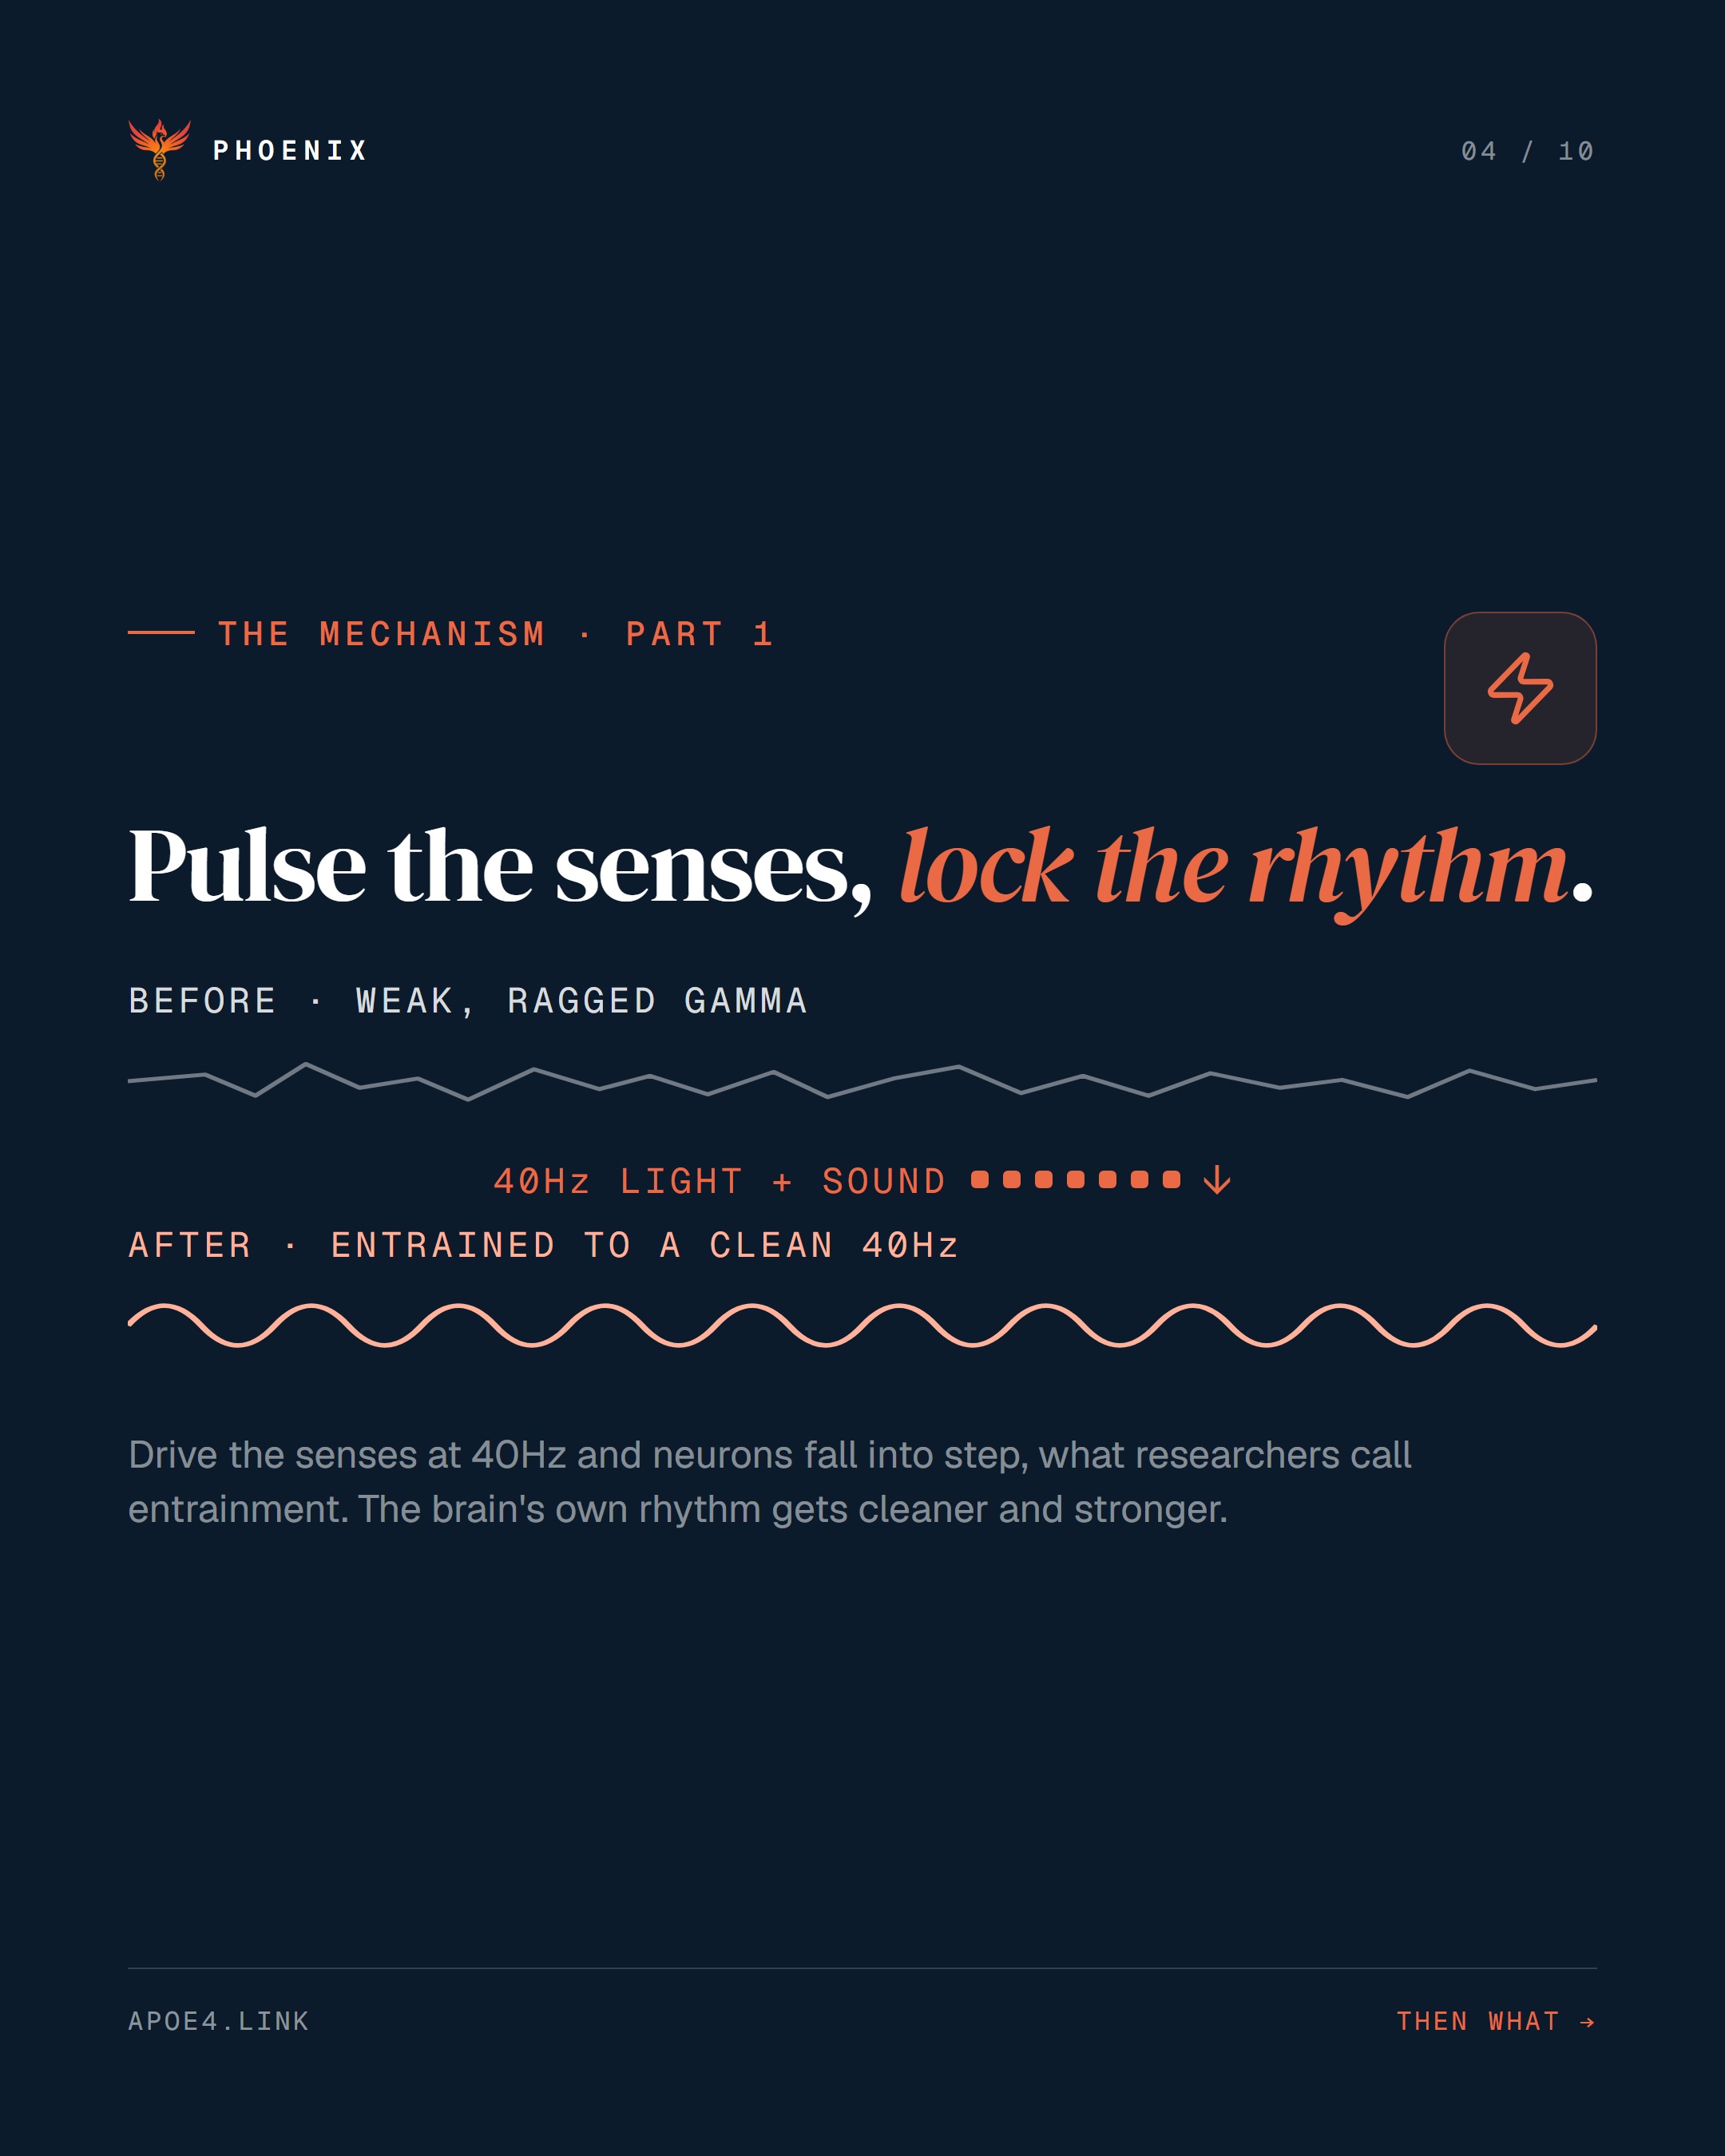 PHOENIX
04 / 10
THE MECHANISM · PART 1
Pulse the senses, lock the rhythm.
BEFORE · WEAK, RAGGED GAMMA
40Hz LIGHT + SOUND ↓
AFTER · ENTRAINED TO A CLEAN 40Hz
Drive the senses at 40Hz and neurons fall into step, what researchers call
entrainment. The brain's own rhythm gets cleaner and stronger.
APOE4.LINK
THEN WHAT →